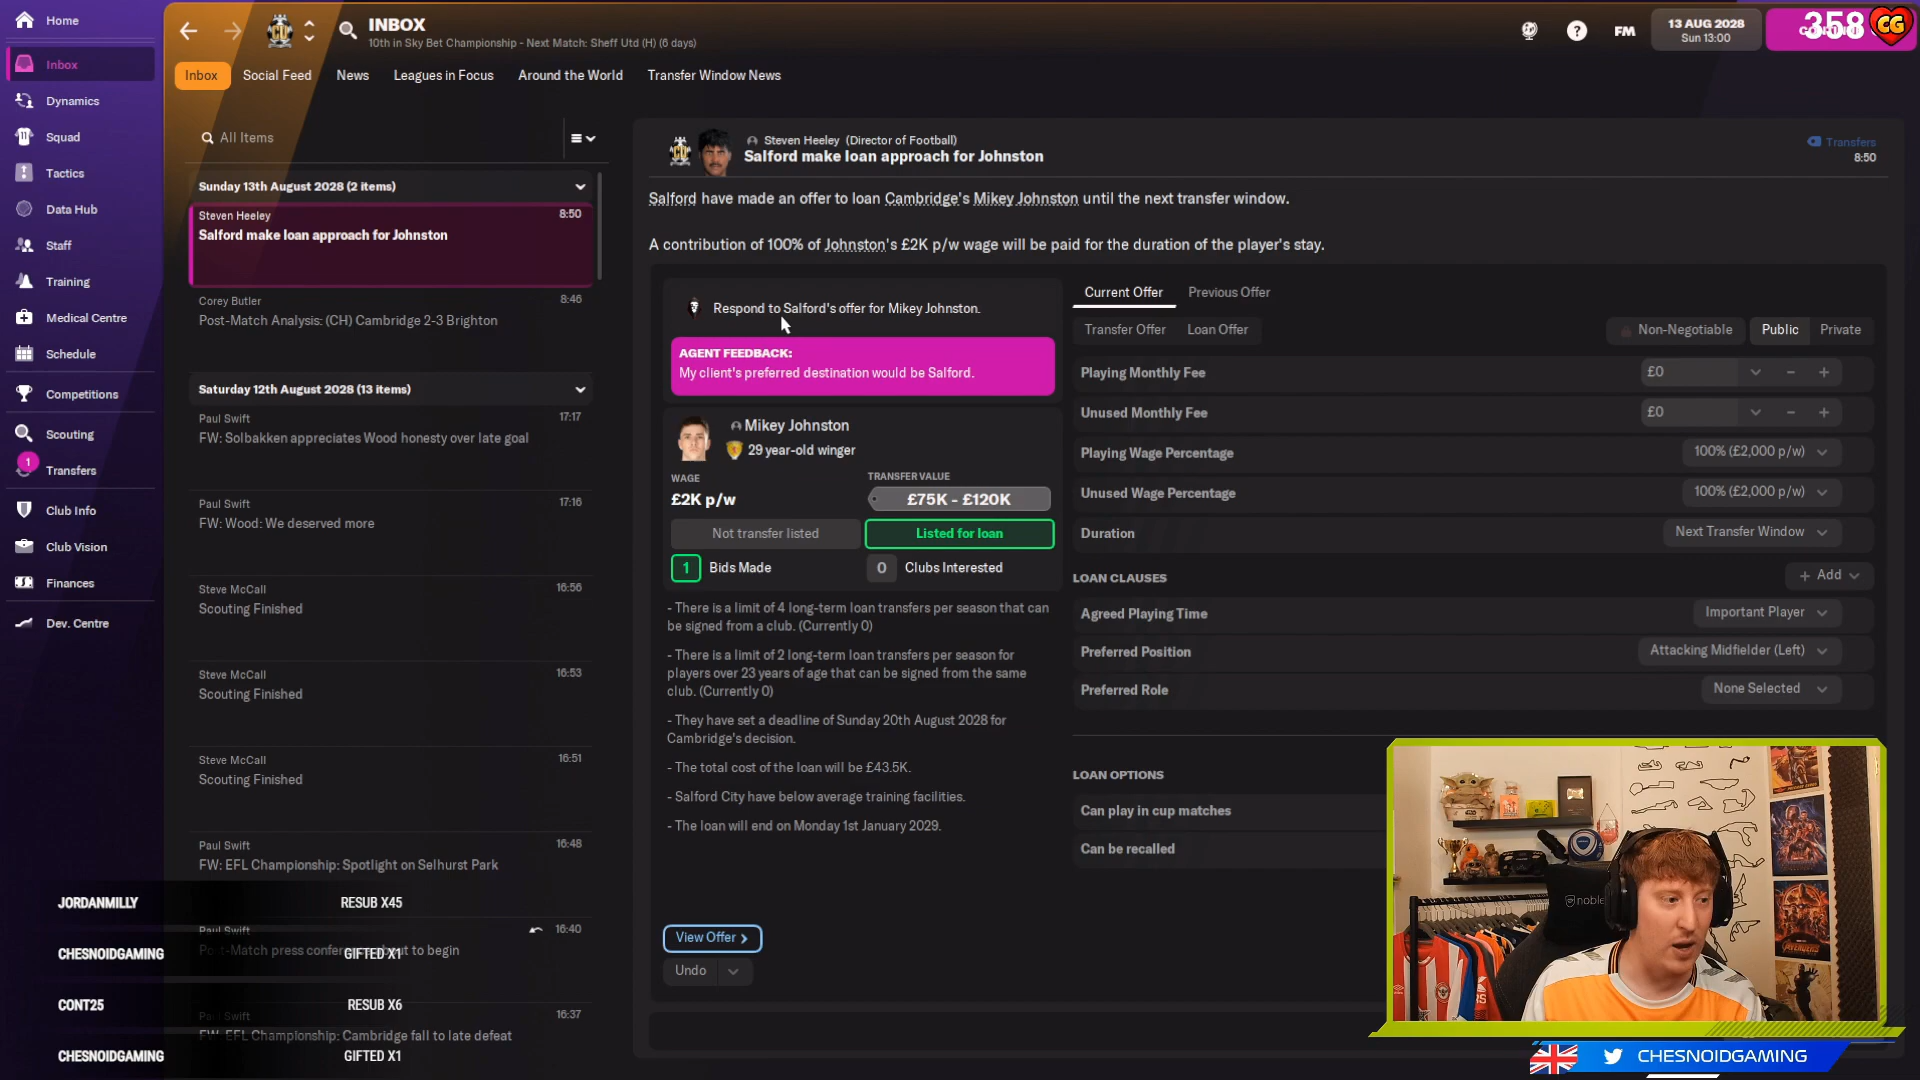 Home
Inbox
Dynamics
Squad
Tactics
Data Hub
Staff
Training
Medical Centre
Schedule
Competitions
Scouting
1
Transfers
Club Info
Club Vision
Finances
Dev. Centre
INBOX
10th in Sky Bet Championship - Next Match: Sheff Utd (H) (6 days)
FM
13 AUG 2028
Sun 13:00
358
CG
Inbox
Social Feed
News
Leagues in Focus
Around the World
Transfer Window News
All Items
Sunday 13th August 2028 (2 items)
Steven Heeley
8:50
Salford make loan approach for Johnston
Corey Butler
8:46
Post-Match Analysis: (CH) Cambridge 2-3 Brighton
Saturday 12th August 2028 (13 items)
Paul Swift
17:17
FW: Solbakken appreciates Wood honesty over late goal
Paul Swift
17:16
FW: Wood: We deserved more
Steve McCall
16:56
Scouting Finished
Steve McCall
16:53
Scouting Finished
Steve McCall
16:51
Scouting Finished
Paul Swift
16:48
FW: EFL Championship: Spotlight on Selhurst Park
Paul Swift
16:40
Post-Match press conference about to begin
Swift
16:37
FW: EFL Championship: Cambridge fall to late defeat
JORDANMILLY
RESUB X45
CHESNOIDGAMING
GIFTED X1
CONT25
RESUB X6
CHESNOIDGAMING
GIFTED X1
Steven Heeley (Director of Football)
Salford make loan approach for Johnston
Transfers
8:50
Salford have made an offer to loan Cambridge's Mikey Johnston until the next transfer window.
A contribution of 100% of Johnston's £2K p/w wage will be paid for the duration of the player's stay.
Respond to Salford's offer for Mikey Johnston.
AGENT FEEDBACK:
My client's preferred destination would be Salford.
Mikey Johnston
29 year-old winger
WAGE
£2K p/w
TRANSFER VALUE
£75K - £120K
Not transfer listed
Listed for loan
1 Bids Made
0 Clubs Interested
- There is a limit of 4 long-term loan transfers per season that can
be signed from a club. (Currently 0)
- There is a limit of 2 long-term loan transfers per season for
players over 23 years of age that can be signed from the same
club. (Currently 0)
- They have set a deadline of Sunday 20th August 2028 for
Cambridge's decision.
- The total cost of the loan will be £43.5K.
- Salford City have below average training facilities.
- The loan will end on Monday 1st January 2029.
View Offer
Undo
Current Offer
Previous Offer
Transfer Offer
Loan Offer
Non-Negotiable
Public
Private
Playing Monthly Fee
£0
Unused Monthly Fee
£0
Playing Wage Percentage
100% (£2,000 p/w)
Unused Wage Percentage
100% (£2,000 p/w)
Duration
Next Transfer Window
LOAN CLAUSES
+ Add
Agreed Playing Time
Important Player
Preferred Position
Attacking Midfielder (Left)
Preferred Role
None Selected
LOAN OPTIONS
Can play in cup matches
Can be recalled
noble
CHESNOIDGAMING